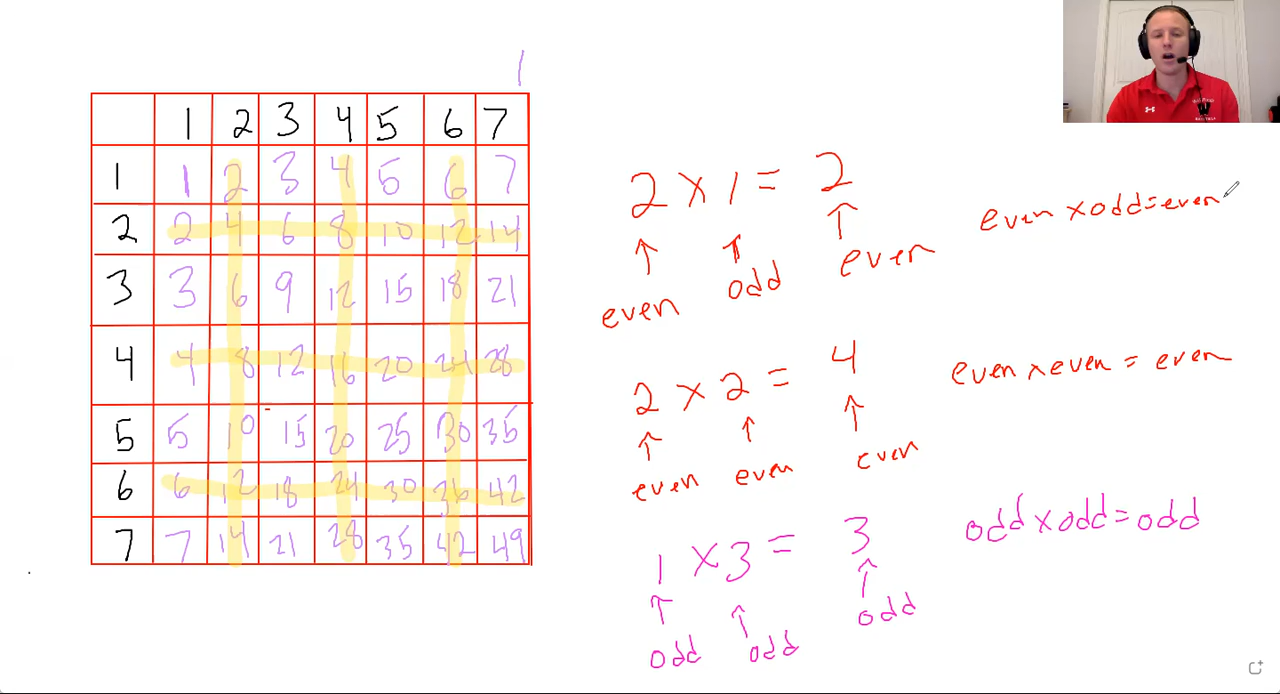 1
1 2 3 4 5 6 7
1 1 2 3 4 5 6 7
2 2 4 6 8 10 12 14
3 3 6 9 12 15 18 21
4 4 8 12 16 20 24 28
5 5 10 15 20 25 30 35
6 6 12 18 24 30 36 42
7 7 14 21 28 35 42 49
2 x 1 = 2
even odd even
even x odd = even
2 x 2 = 4
even even even
even x even = even
1 x 3 = 3
odd odd odd
odd x odd = odd